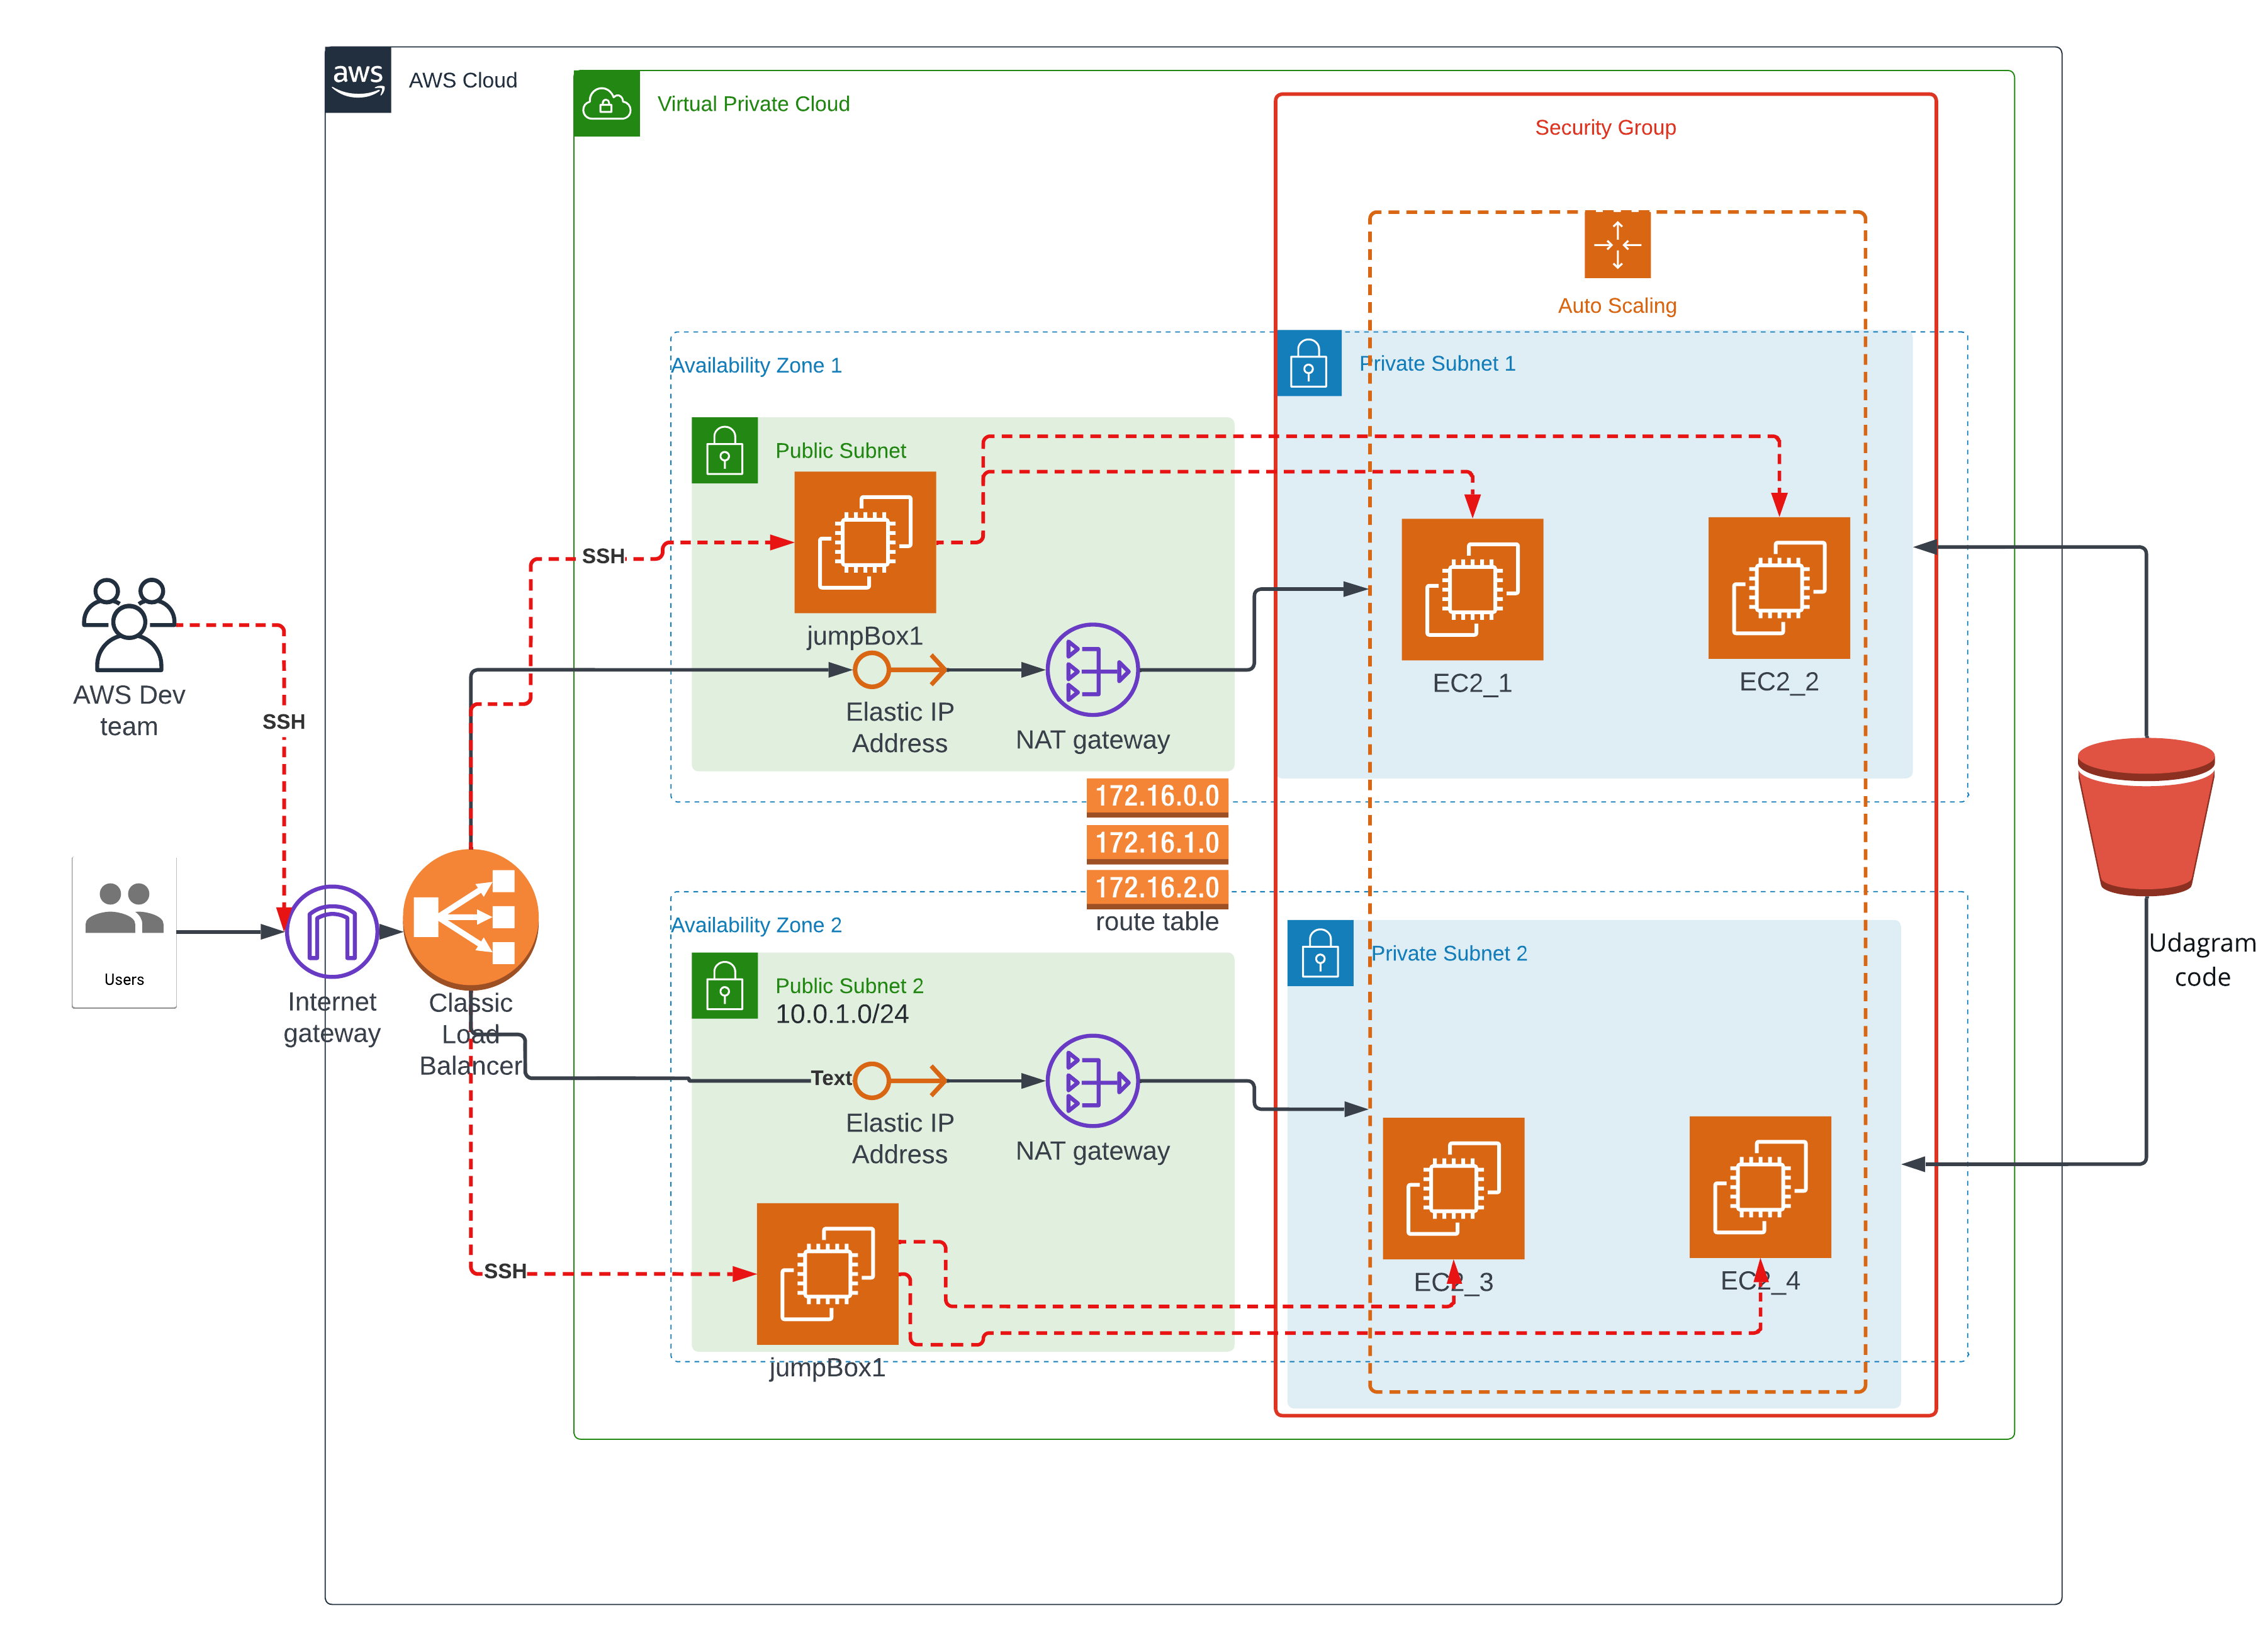 aws
AWS Cloud
Virtual Private Cloud
Security Group
Auto Scaling
Availability Zone 1
Private Subnet 1
Public Subnet
SSH
jumpBox1
EC2_1
EC2_2
AWS Dev
team
SSH
Elastic IP
Address
NAT gateway
172.16.0.0
172.16.1.0
172.16.2.0
route table
Users
Internet
gateway
Classic
Load
Balancer
Availability Zone 2
Private Subnet 2
Udagram
code
Public Subnet 2
10.0.1.0/24
Text
Elastic IP
Address
NAT gateway
SSH
EC2_3
EC2_4
jumpBox1